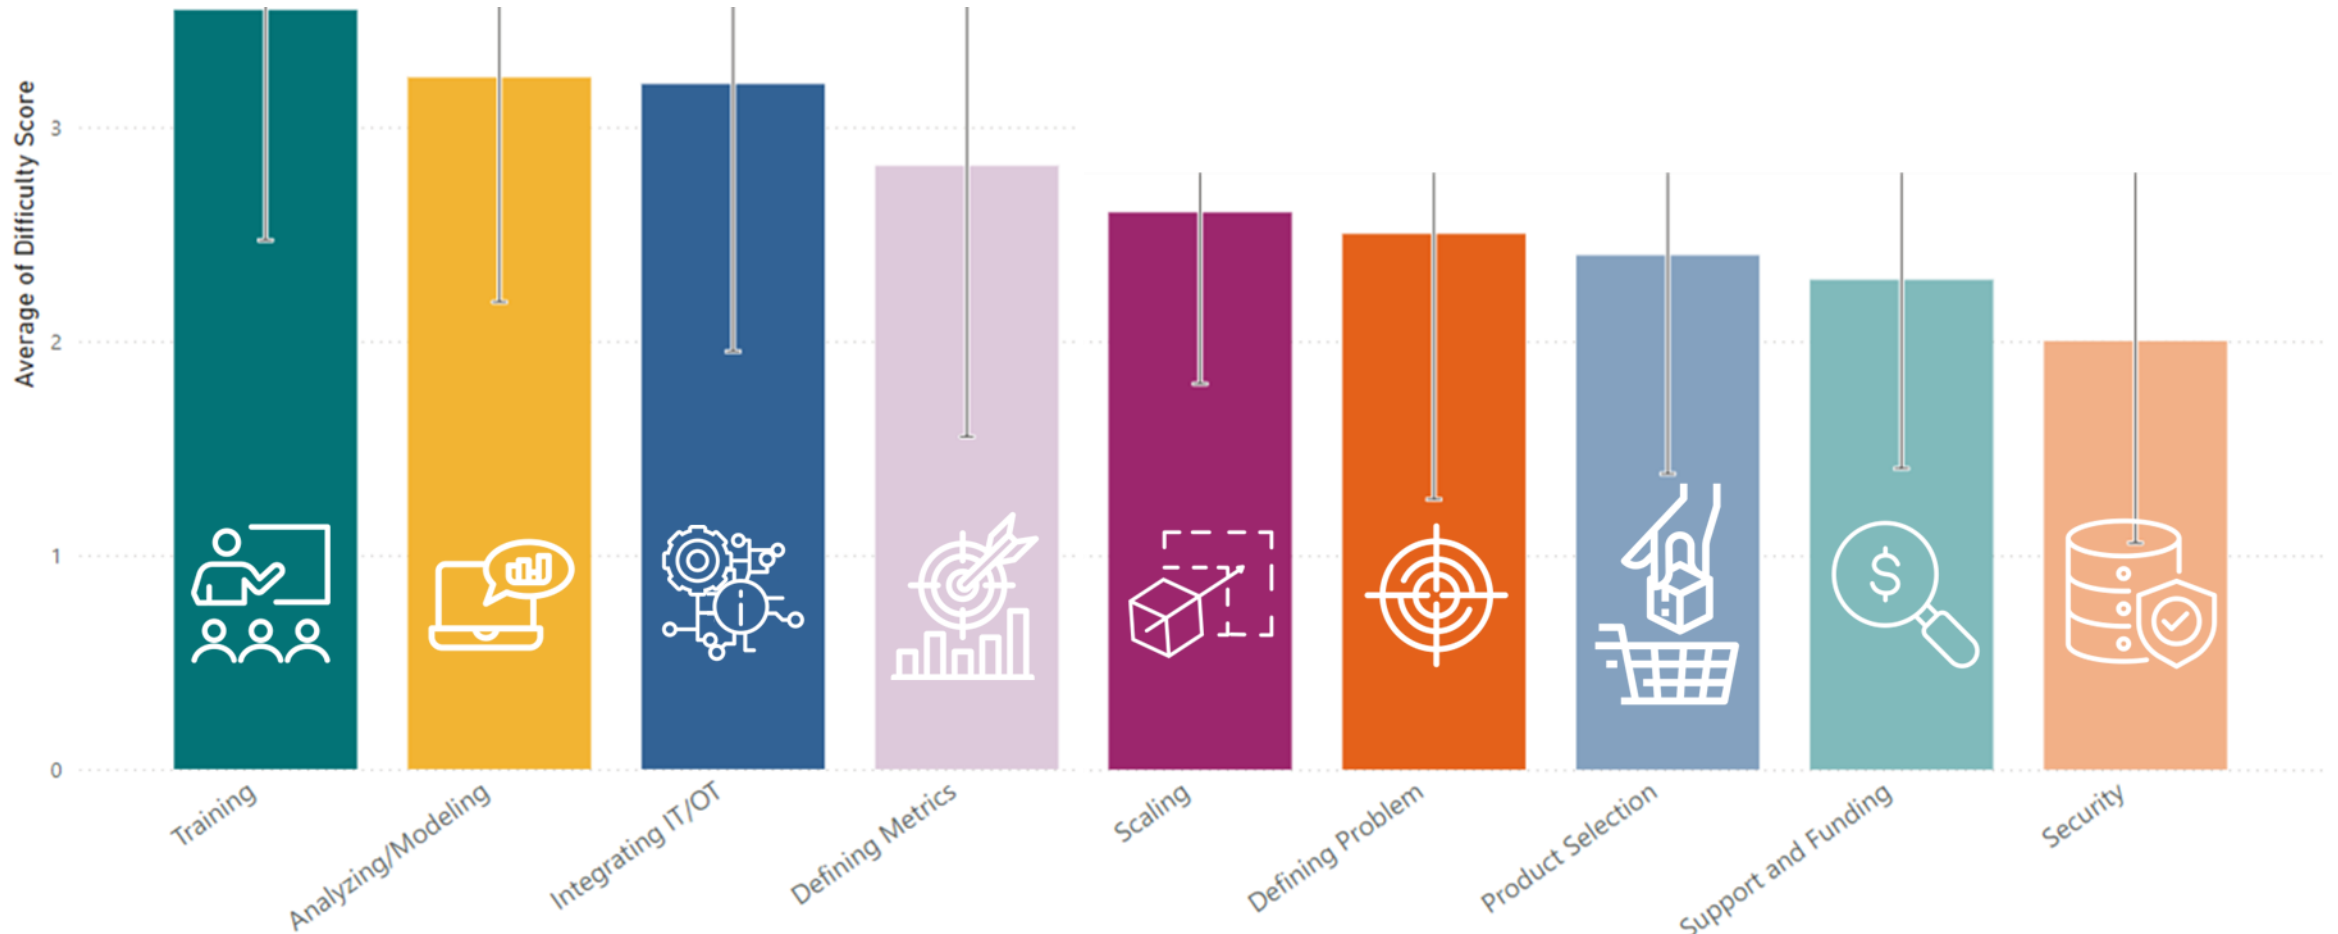 Average of Difficulty Score
3
2
1
0
Training
Analyzing/Modeling
Integrating IT/OT
Defining Metrics
Scaling
Defining Problem
Product Selection
Support and Funding
Security
$